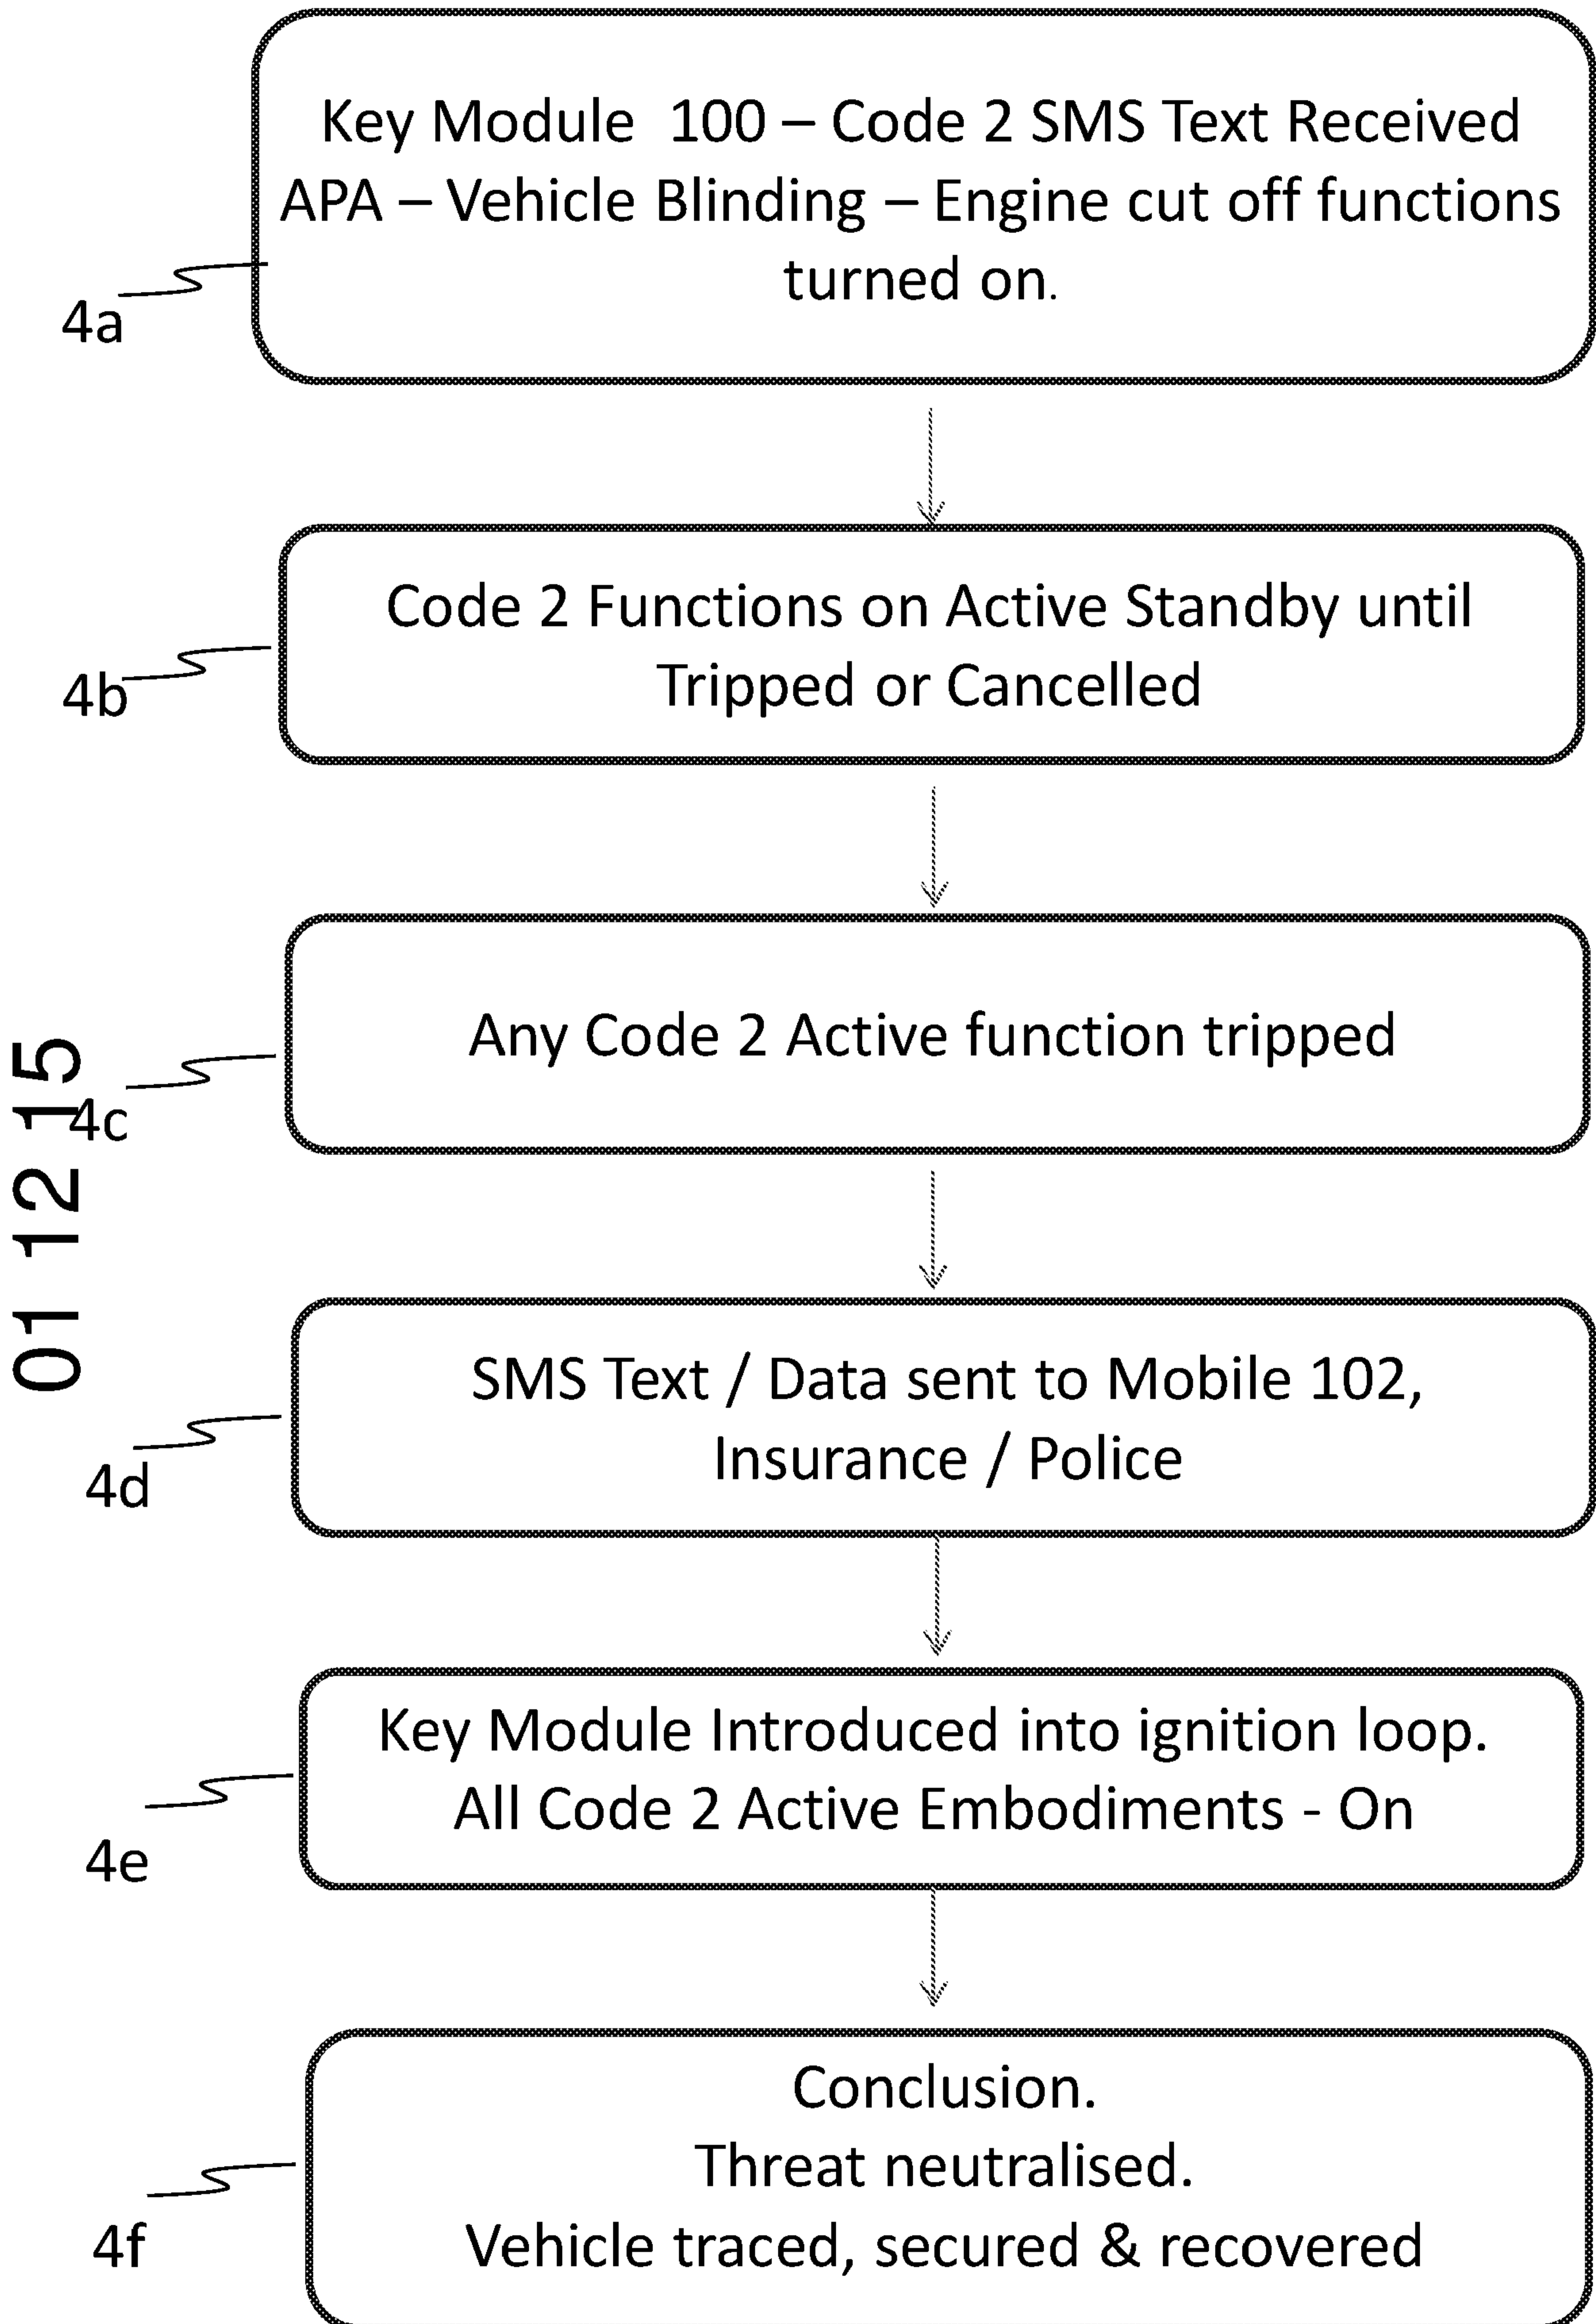 Key Module 100 – Code 2 SMS Text Received
APA – Vehicle Blinding – Engine cut off functions
turned on.
4a
Code 2 Functions on Active Standby until
Tripped or Cancelled
4b
Any Code 2 Active function tripped
4c
01 12 15
SMS Text / Data sent to Mobile 102,
Insurance / Police
4d
Key Module Introduced into ignition loop.
All Code 2 Active Embodiments - On
4e
Conclusion.
Threat neutralised.
Vehicle traced, secured & recovered
4f